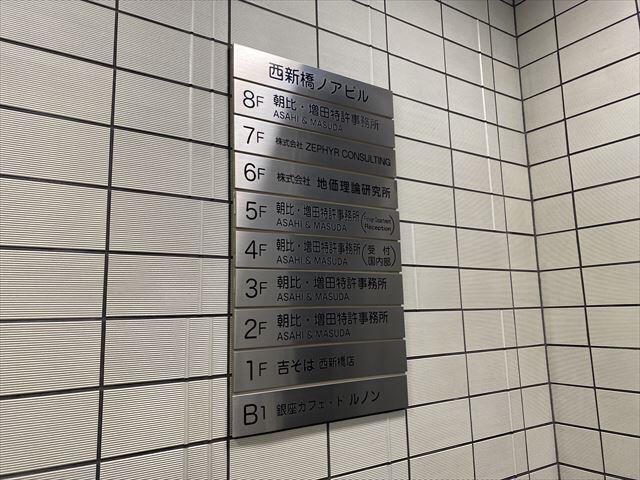 西新橋ノアビル
8F 朝比・増田特許事務所
ASAHI & MASUDA
7F 株式会社 ZEPHYR CONSULTING
6F 株式会社 地価理論研究所
5F 朝比・増田特許事務所 (Foreign Department
ASAHI & MASUDA Reception)
4F 朝比・増田特許事務所 (受付
ASAHI & MASUDA 国内部)
3F 朝比・増田特許事務所
ASAHI & MASUDA
2F 朝比・増田特許事務所
ASAHI & MASUDA
1F 吉そば 西新橋店
B1 銀座カフェ・ド ルノン